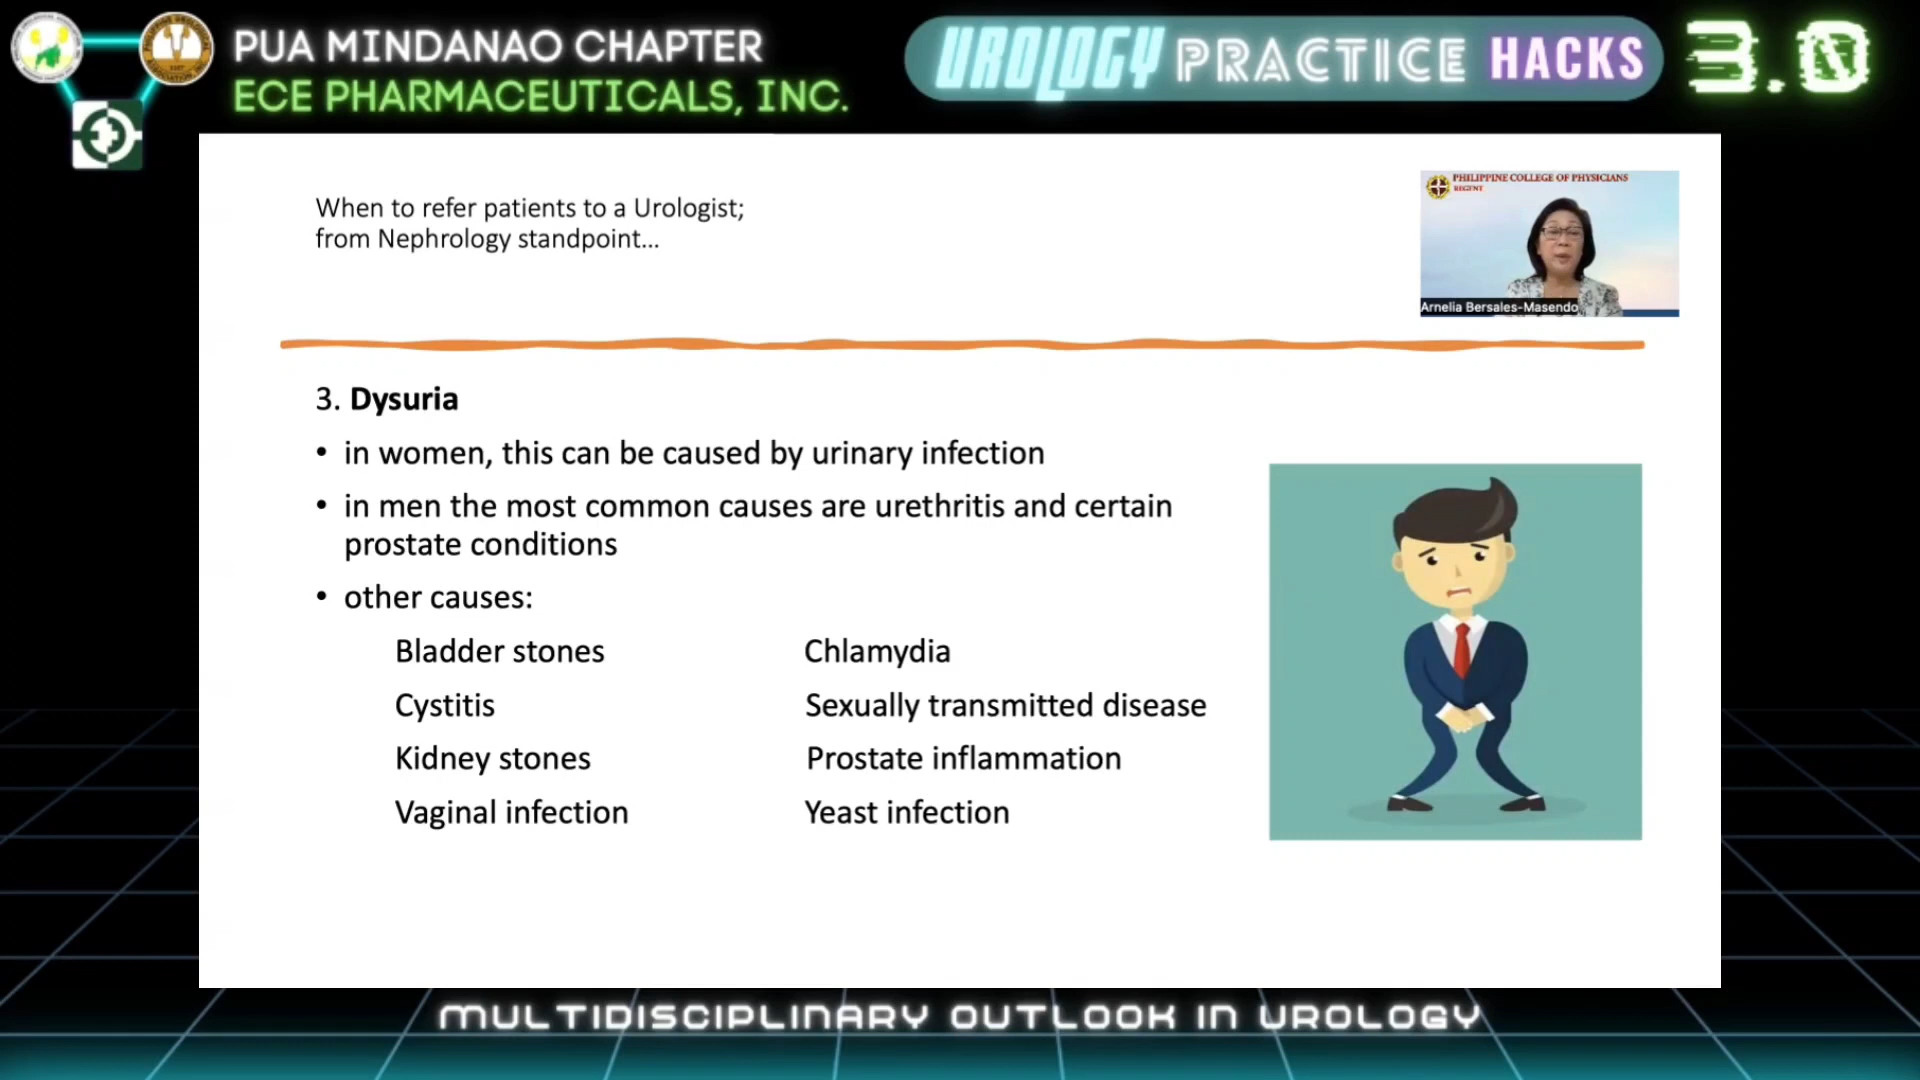 PUA MINDANAO CHAPTER
ECE PHARMACEUTICALS, INC.
UROLOGY PRACTICE HACKS 3.0
When to refer patients to a Urologist;
from Nephrology standpoint...
PHILIPPINE COLLEGE OF PHYSICIANS
REGENT
Arnelia Bersales-Masendo
3. Dysuria
• in women, this can be caused by urinary infection
• in men the most common causes are urethritis and certain
prostate conditions
• other causes:
Bladder stones Chlamydia
Cystitis Sexually transmitted disease
Kidney stones Prostate inflammation
Vaginal infection Yeast infection
MULTIDISCIPLINARY OUTLOOK IN UROLOGY